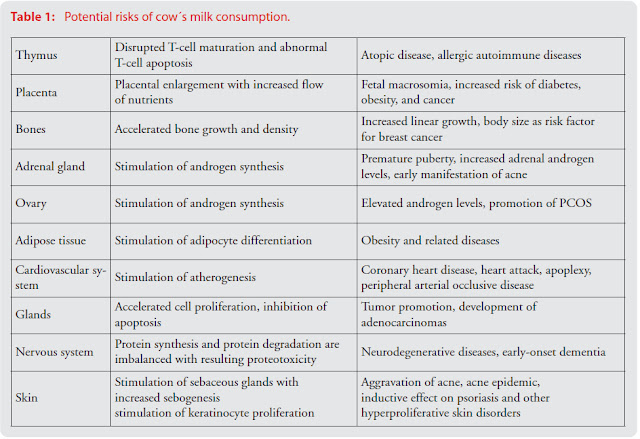 Table 1: Potential risks of cow´s milk consumption.
Thymus
Disrupted T-cell maturation and abnormal
T-cell apoptosis
Atopic disease, allergic autoimmune diseases
Placenta
Placental enlargement with increased flow
of nutrients
Fetal macrosomia, increased risk of diabetes,
obesity, and cancer
Bones
Accelerated bone growth and density
Increased linear growth, body size as risk factor
for breast cancer
Adrenal gland
Stimulation of androgen synthesis
Premature puberty, increased adrenal androgen
levels, early manifestation of acne
Ovary
Stimulation of androgen synthesis
Elevated androgen levels, promotion of PCOS
Adipose tissue
Stimulation of adipocyte differentiation
Obesity and related diseases
Cardiovascular sy-
stem
Stimulation of atherogenesis
Coronary heart disease, heart attack, apoplexy,
peripheral arterial occlusive disease
Glands
Accelerated cell proliferation, inhibition of
apoptosis
Tumor promotion, development of
adenocarcinomas
Nervous system
Protein synthesis and protein degradation are
imbalanced with resulting proteotoxicity
Neurodegenerative diseases, early-onset dementia
Skin
Stimulation of sebaceous glands with
increased sebogenesis
stimulation of keratinocyte proliferation
Aggravation of acne, acne epidemic,
inductive effect on psoriasis and other
hyperproliferative skin disorders